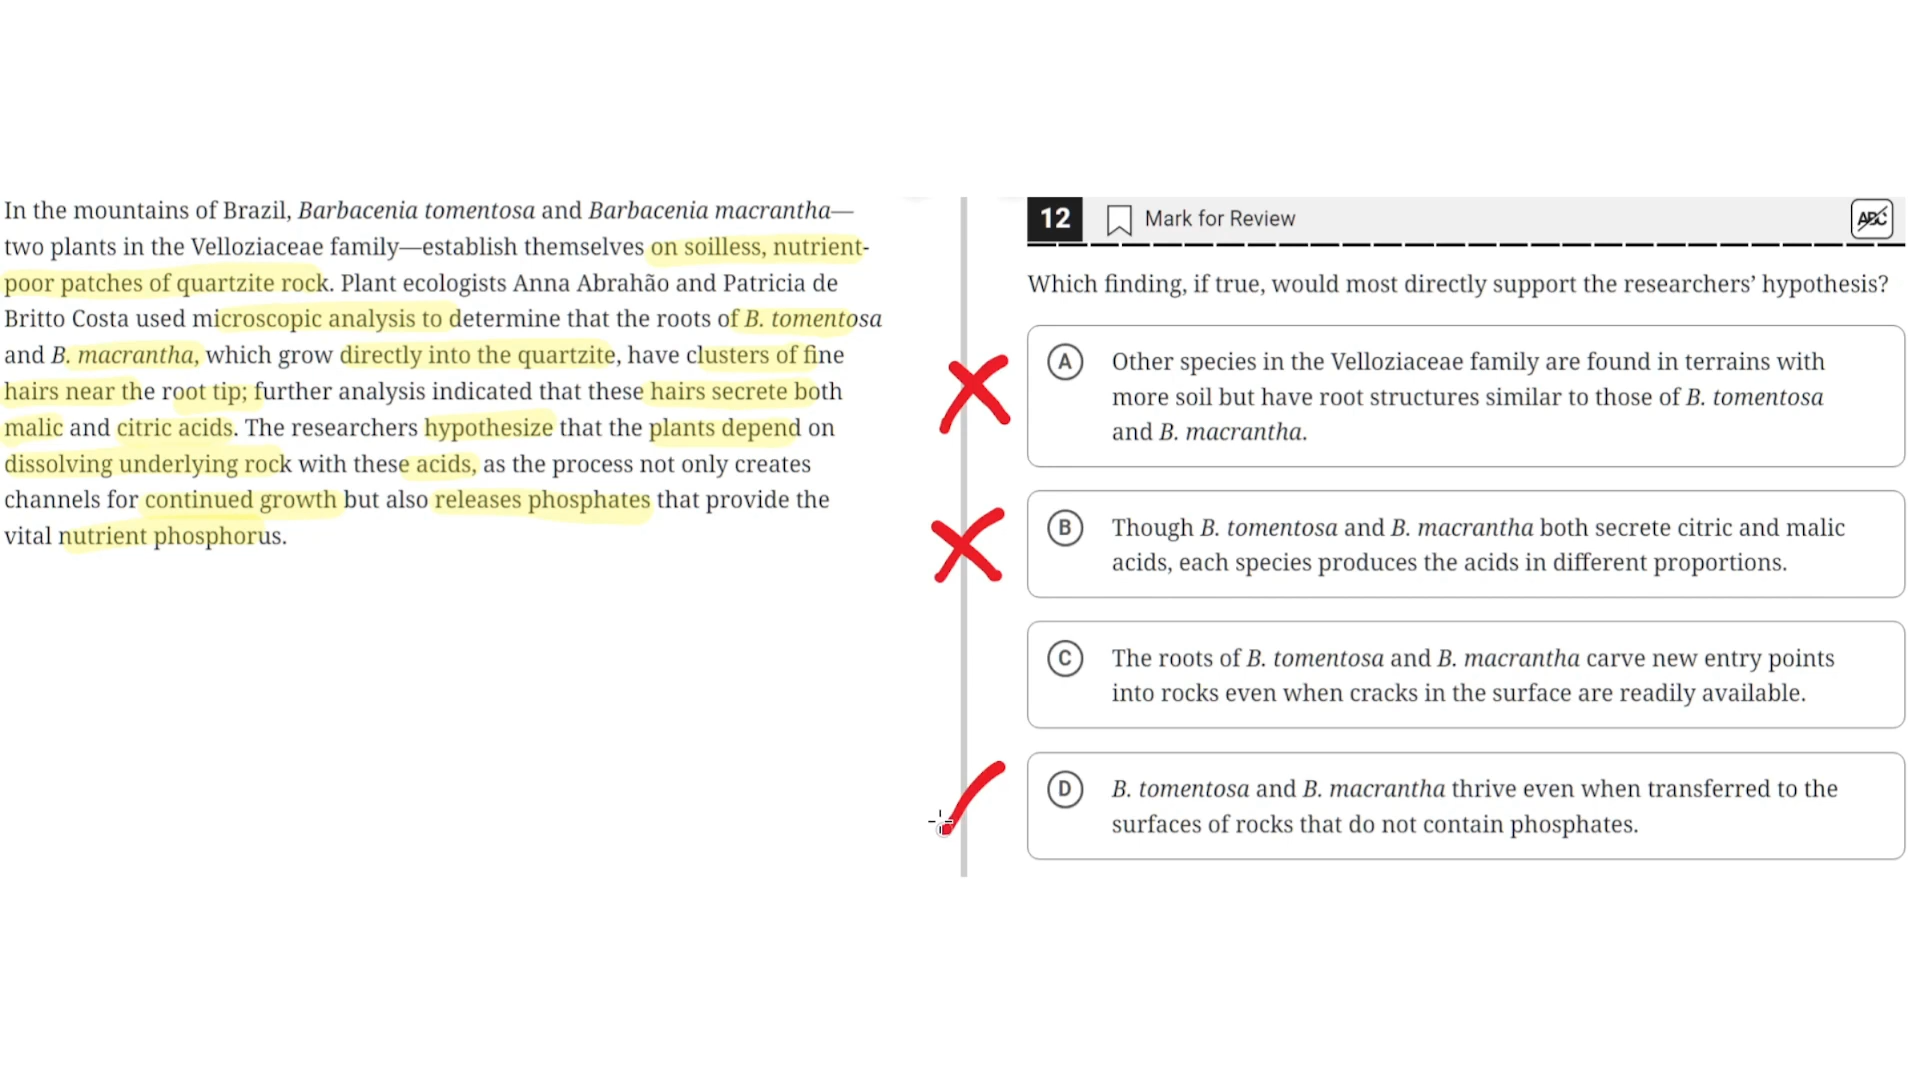 In the mountains of Brazil, Barbacenia tomentosa and Barbacenia macrantha—
two plants in the Velloziaceae family—establish themselves on soilless, nutrient-
poor patches of quartzite rock. Plant ecologists Anna Abrahão and Patricia de
Britto Costa used microscopic analysis to determine that the roots of B. tomentosa
and B. macrantha, which grow directly into the quartzite, have clusters of fine
hairs near the root tip; further analysis indicated that these hairs secrete both
malic and citric acids. The researchers hypothesize that the plants depend on
dissolving underlying rock with these acids, as the process not only creates
channels for continued growth but also releases phosphates that provide the
vital nutrient phosphorus.
12 Mark for Review ABC
Which finding, if true, would most directly support the researchers’ hypothesis?
A Other species in the Velloziaceae family are found in terrains with
more soil but have root structures similar to those of B. tomentosa
and B. macrantha.
B Though B. tomentosa and B. macrantha both secrete citric and malic
acids, each species produces the acids in different proportions.
C The roots of B. tomentosa and B. macrantha carve new entry points
into rocks even when cracks in the surface are readily available.
D B. tomentosa and B. macrantha thrive even when transferred to the
surfaces of rocks that do not contain phosphates.